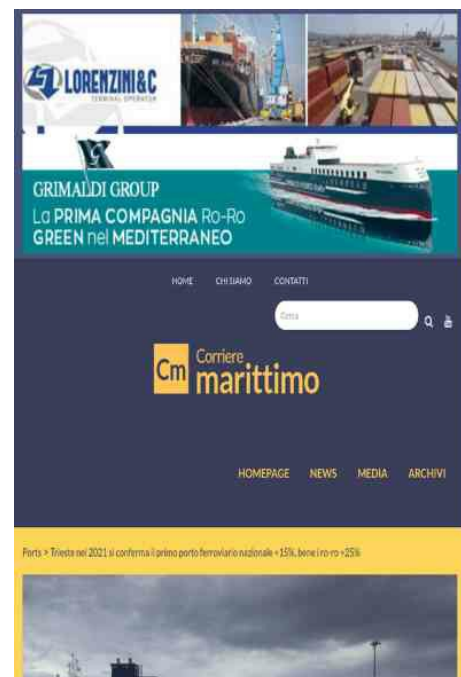 LORENZINI&C
TERMINAL OPERATOR
GRIMALDI GROUP
La PRIMA COMPAGNIA Ro-Ro
GREEN nel MEDITERRANEO
HOME CHI SIAMO CONTATTI
Cerca
Cm Corriere
marittimo
HOMEPAGE NEWS MEDIA ARCHIVI
Ports > Trieste nel 2021 si conferma il primo porto ferroviario nazionale +15%, bene i ro-ro +25%